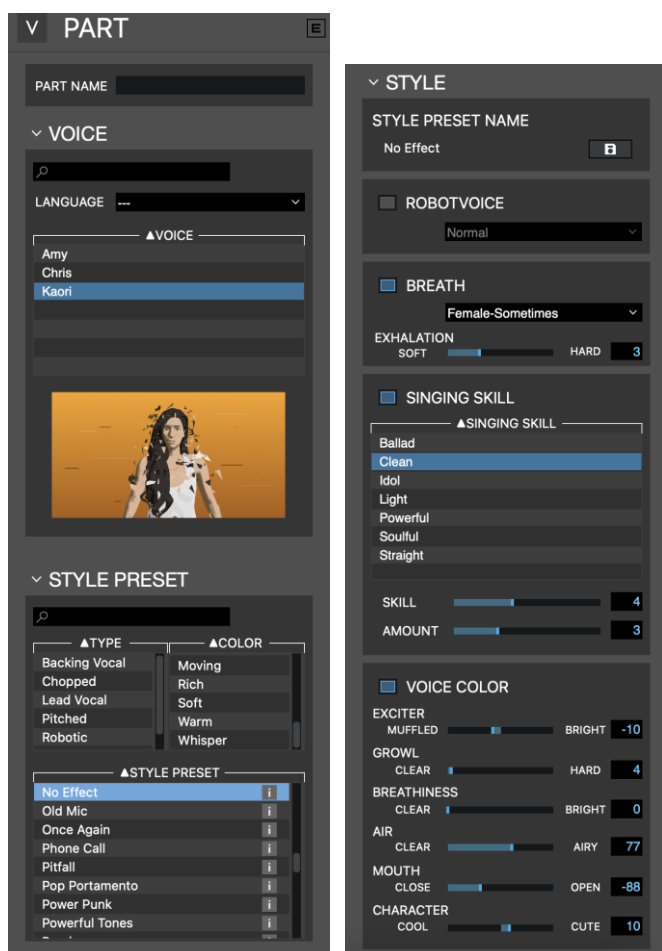 V PART E
PART NAME
VOICE
LANGUAGE ---
▲VOICE
Amy
Chris
Kaori
STYLE PRESET
▲TYPE
Backing Vocal
Chopped
Lead Vocal
Pitched
Robotic
▲COLOR
Moving
Rich
Soft
Warm
Whisper
▲STYLE PRESET
No Effect i
Old Mic i
Once Again i
Phone Call i
Pitfall i
Pop Portamento i
Power Punk i
Powerful Tones i
STYLE
STYLE PRESET NAME
No Effect
ROBOTVOICE
Normal
BREATH
Female-Sometimes
EXHALATION
SOFT HARD 3
SINGING SKILL
▲SINGING SKILL
Ballad
Clean
Idol
Light
Powerful
Soulful
Straight
SKILL 4
AMOUNT 3
VOICE COLOR
EXCITER
MUFFLED BRIGHT -10
GROWL
CLEAR HARD 4
BREATHINESS
CLEAR BRIGHT 0
AIR
CLEAR AIRY 77
MOUTH
CLOSE OPEN -88
CHARACTER
COOL CUTE 10